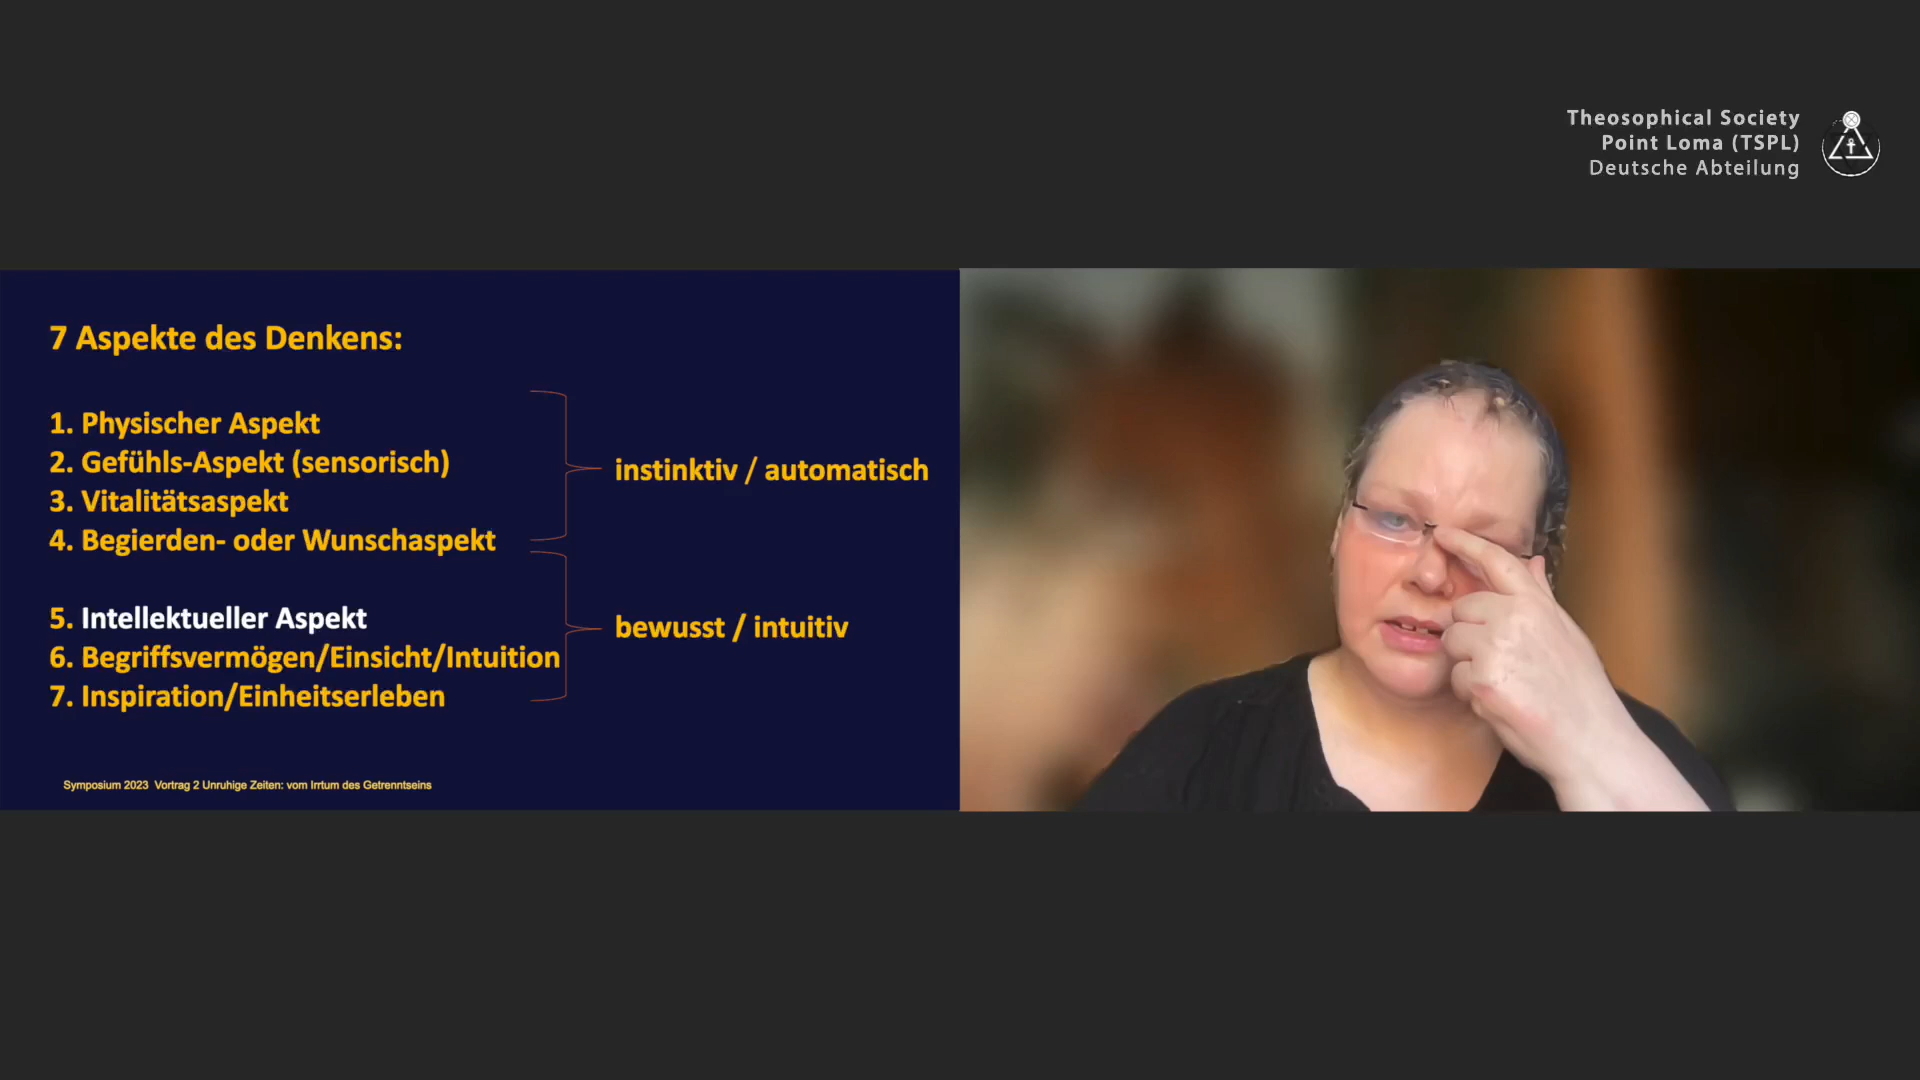 Theosophical Society
Point Loma (TSPL)
Deutsche Abteilung
7 Aspekte des Denkens:
1. Physischer Aspekt
2. Gefühls-Aspekt (sensorisch)
3. Vitalitätsaspekt
4. Begierden- oder Wunschaspekt
instinktiv / automatisch
5. Intellektueller Aspekt
6. Begriffsvermögen/Einsicht/Intuition
7. Inspiration/Einheitserleben
bewusst / intuitiv
Symposium 2023 Vortrag 2 Unruhige Zeiten: vom Irrtum des Getrenntseins